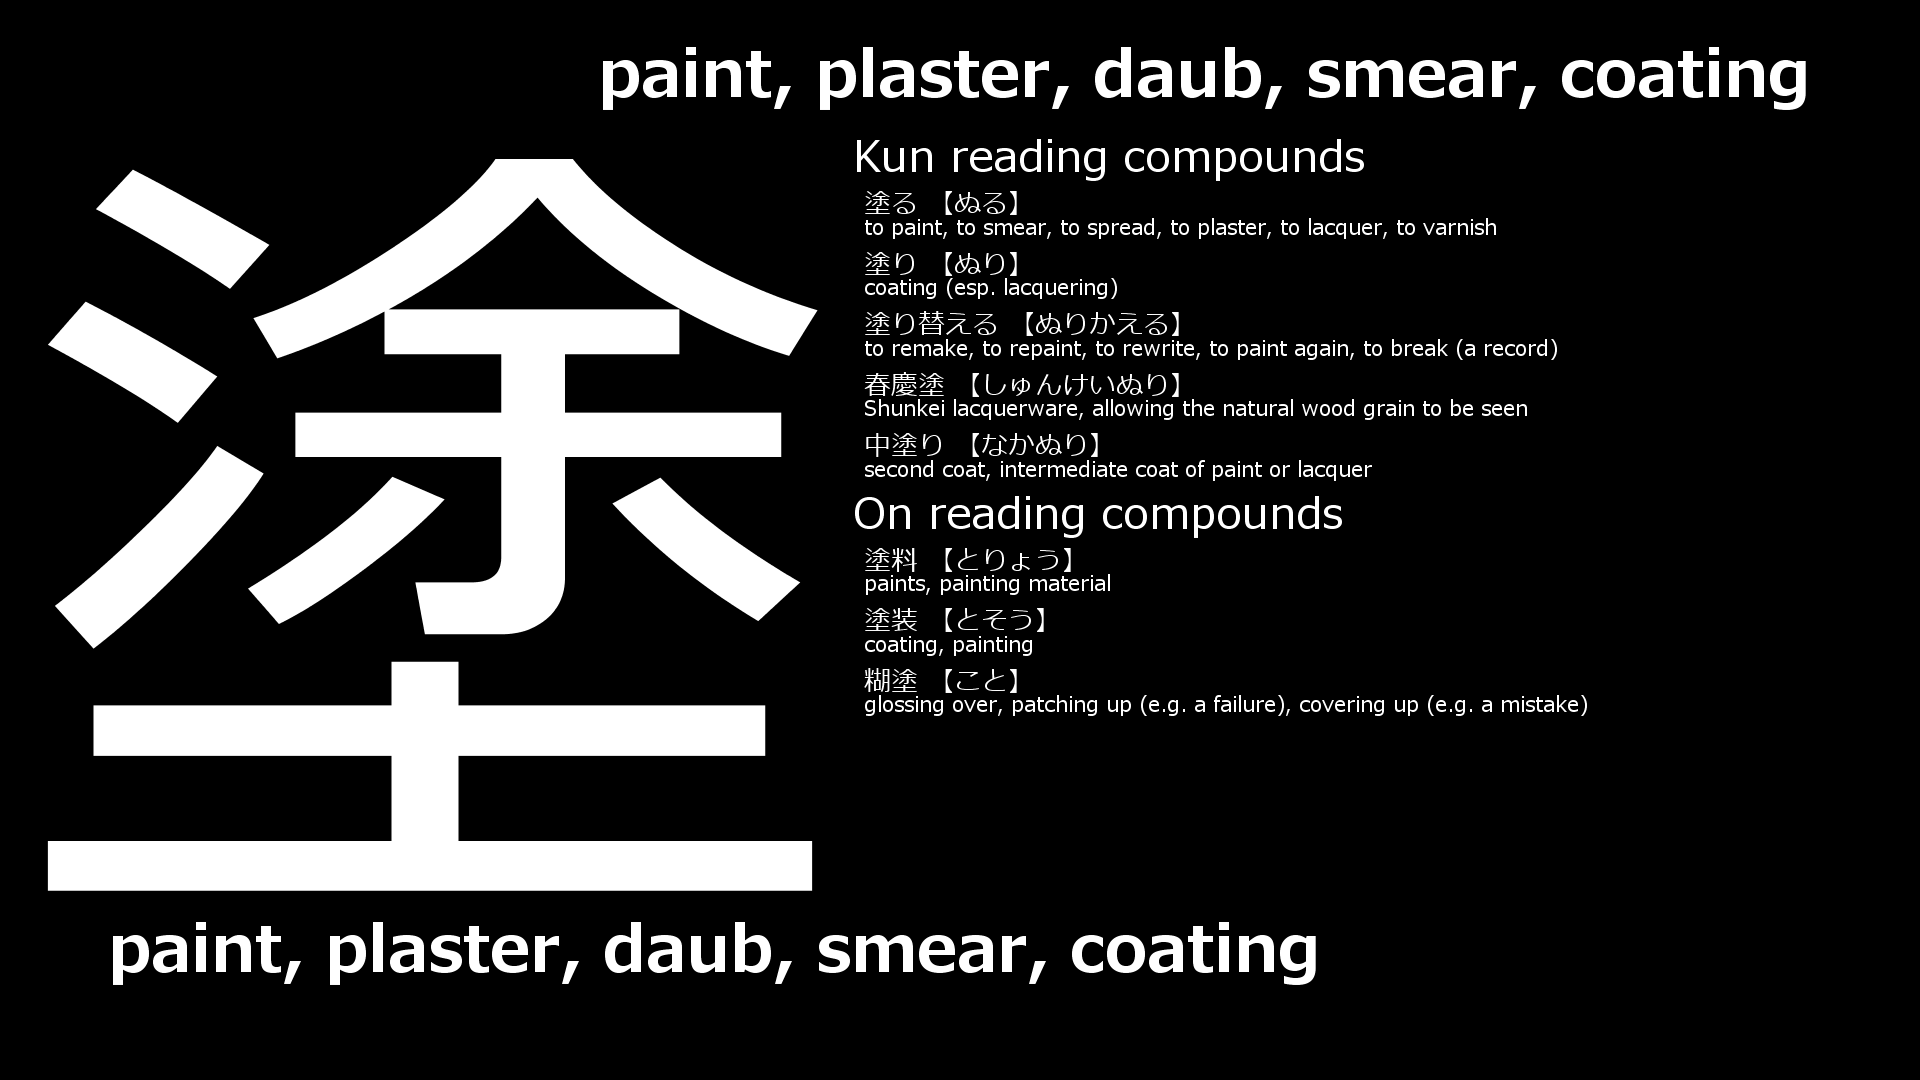 paint, plaster, daub, smear, coating
塗
Kun reading compounds
塗る 【ぬる】
to paint, to smear, to spread, to plaster, to lacquer, to varnish
塗り 【ぬり】
coating (esp. lacquering)
塗り替える 【ぬりかえる】
to remake, to repaint, to rewrite, to paint again, to break (a record)
春慶塗 【しゅんけいぬり】
Shunkei lacquerware, allowing the natural wood grain to be seen
中塗り 【なかぬり】
second coat, intermediate coat of paint or lacquer
On reading compounds
塗料 【とりょう】
paints, painting material
塗装 【とそう】
coating, painting
糊塗 【こと】
glossing over, patching up (e.g. a failure), covering up (e.g. a mistake)
paint, plaster, daub, smear, coating